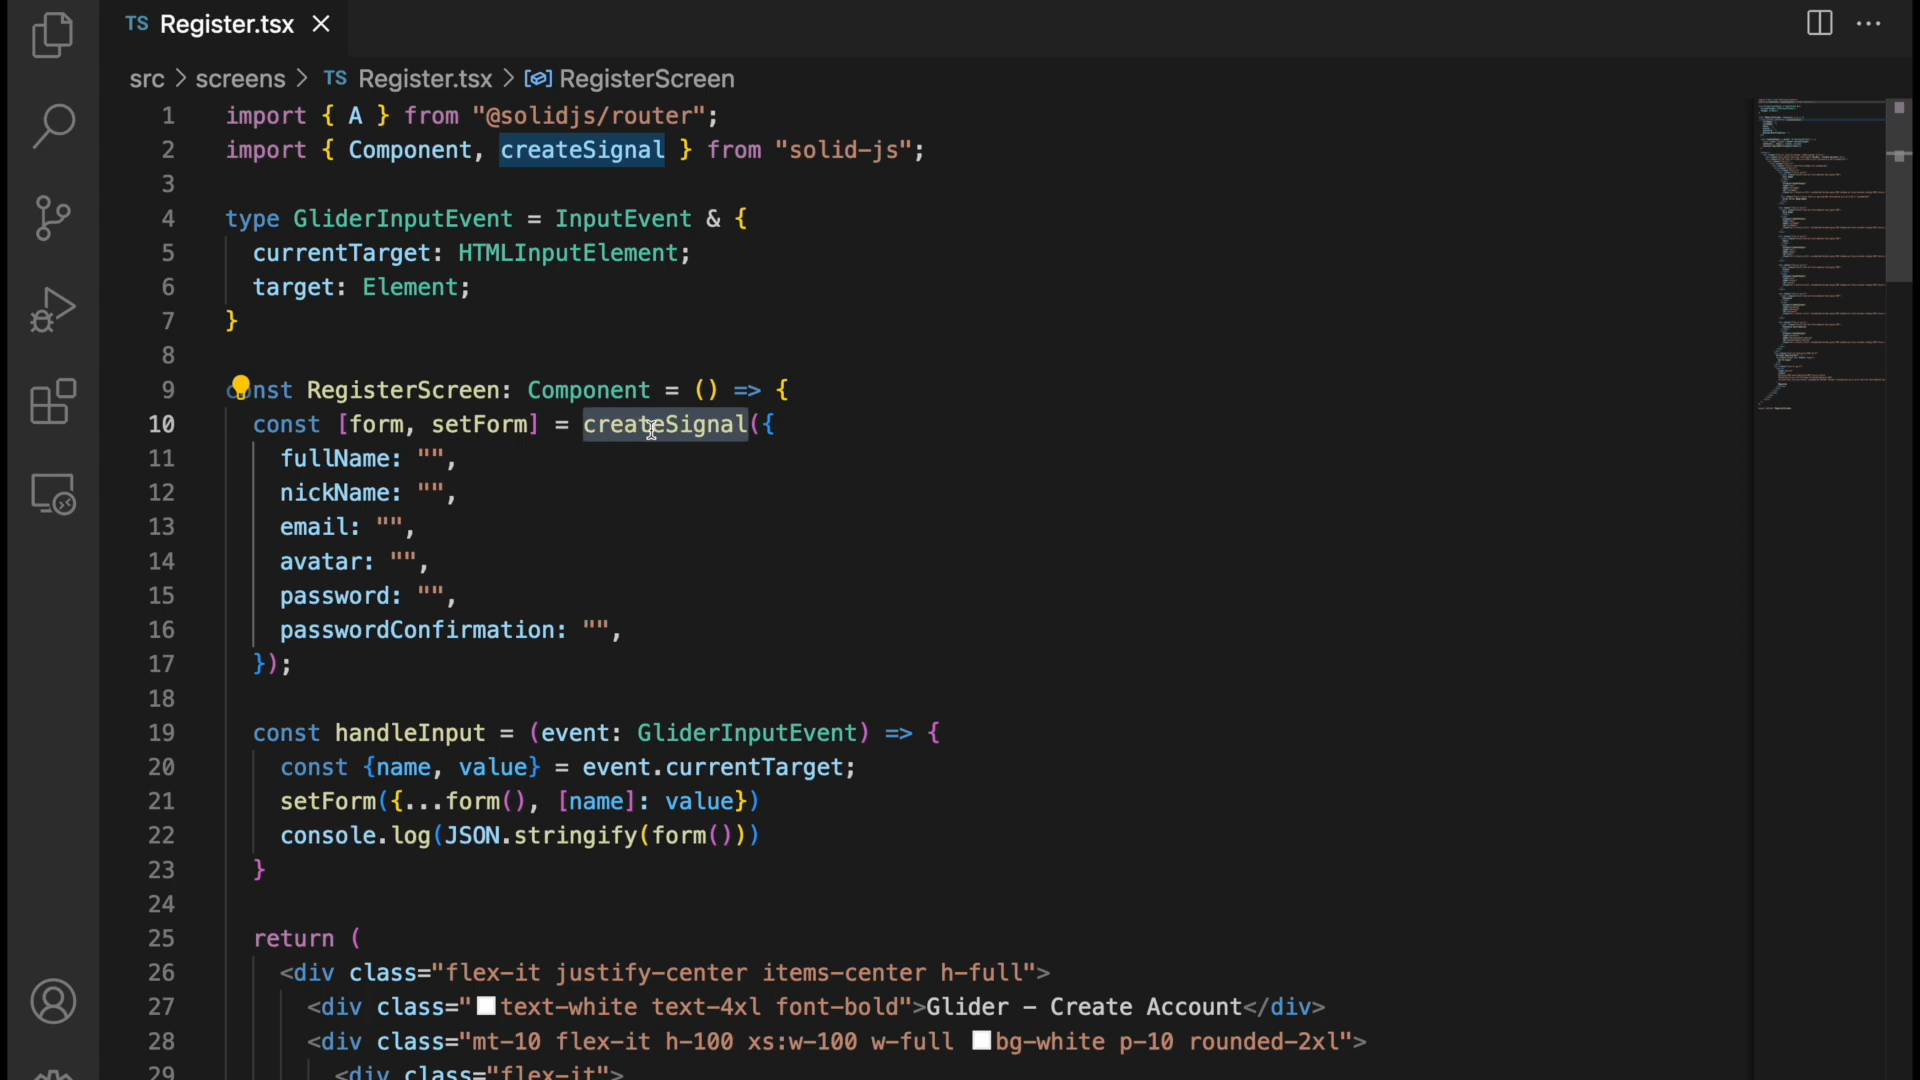 TS Register.tsx
src > screens > TS Register.tsx > RegisterScreen
1 import { A } from "@solidjs/router";
2 import { Component, createSignal } from "solid-js";
3
4 type GliderInputEvent = InputEvent & {
5 currentTarget: HTMLInputElement;
6 target: Element;
7 }
8
9 const RegisterScreen: Component = () => {
10 const [form, setForm] = createSignal({
11 fullName: "",
12 nickName: "",
13 email: "",
14 avatar: "",
15 password: "",
16 passwordConfirmation: "",
17 });
18
19 const handleInput = (event: GliderInputEvent) => {
20 const {name, value} = event.currentTarget;
21 setForm({...form(), [name]: value})
22 console.log(JSON.stringify(form()))
23 }
24
25 return (
26 <div class="flex-it justify-center items-center h-full">
27 <div class="text-white text-4xl font-bold">Glider - Create Account</div>
28 <div class="mt-10 flex-it h-100 xs:w-100 w-full bg-white p-10 rounded-2xl">
29 <div class="flex-it">